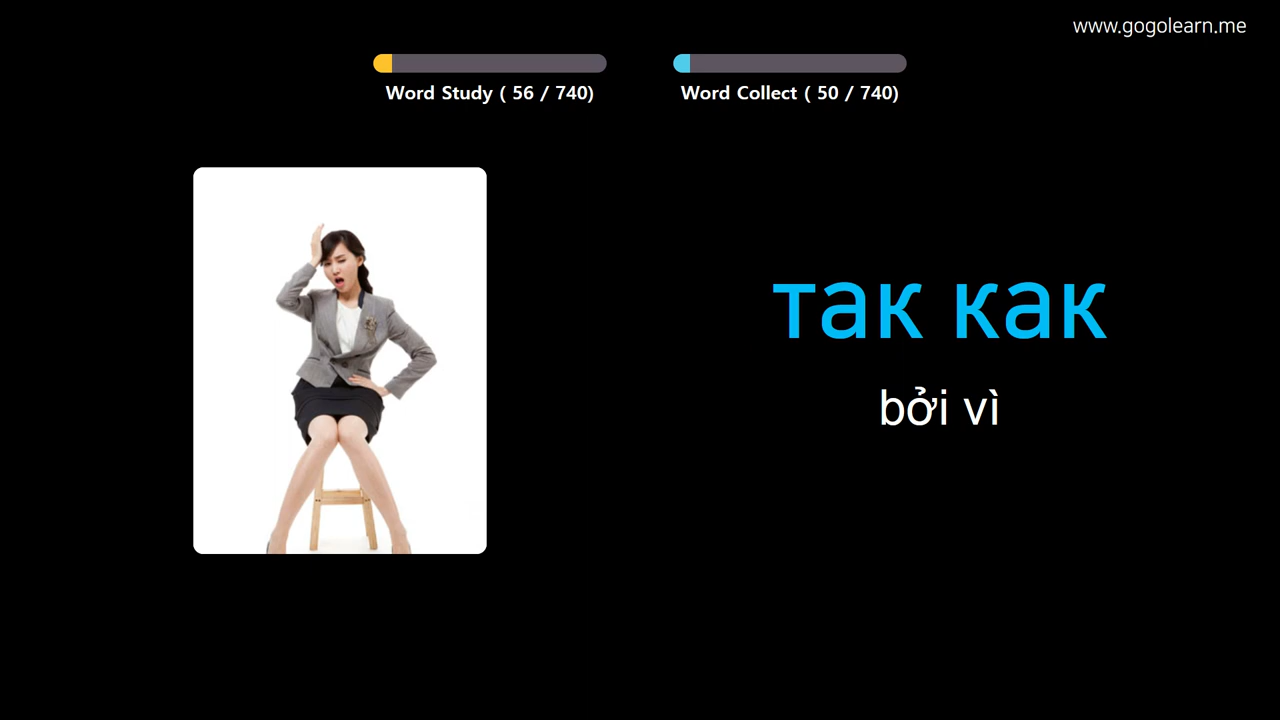 www.gogolearn.me
Word Study ( 56 / 740)
Word Collect ( 50 / 740)
так как
bởi vì